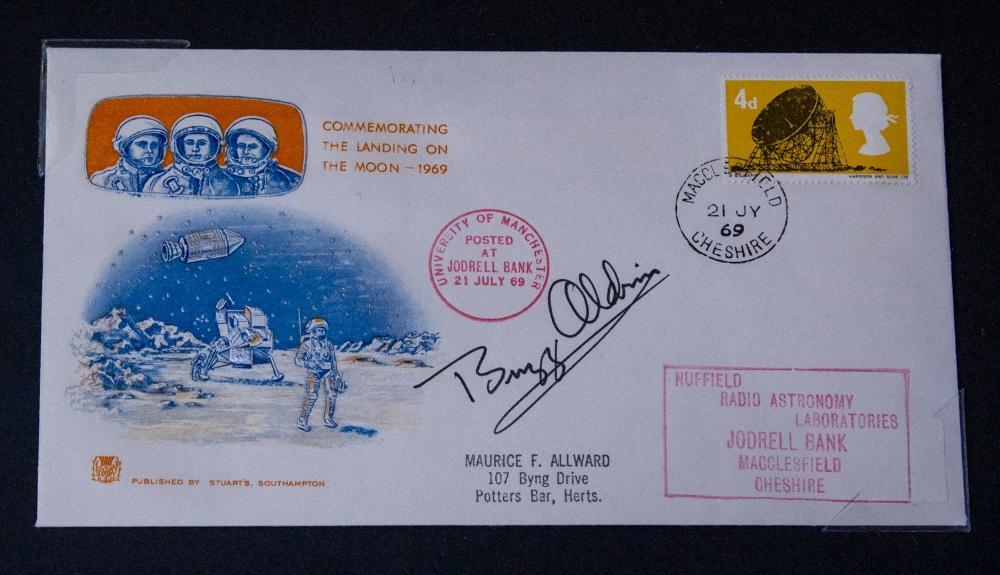 COMMEMORATING
THE LANDING ON
THE MOON – 1969
4d
HARRISON AND SONS LTD
MACCLESFIELD
21 JY
69
CHESHIRE
UNIVERSITY OF MANCHESTER
POSTED
AT
JODRELL BANK
21 JULY 69
Buzz Aldrin
NUFFIELD
RADIO ASTRONOMY
LABORATORIES
JODRELL BANK
MACCLESFIELD
CHESHIRE
MAURICE F. ALLWARD
107 Byng Drive
Potters Bar, Herts.
PUBLISHED BY STUART'S, SOUTHAMPTON